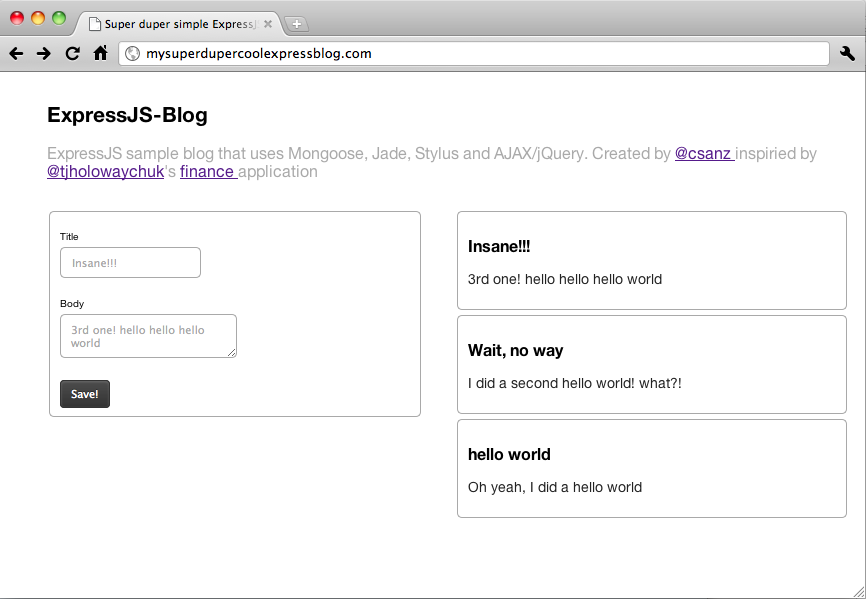 Super duper simple ExpressJ
mysuperdupercoolexpressblog.com
ExpressJS-Blog
ExpressJS sample blog that uses Mongoose, Jade, Stylus and AJAX/jQuery. Created by @csanz inspiried by
@tjholowaychuk's finance application
Title
Insane!!!
Body
3rd one! hello hello hello
world
Save!
Insane!!!
3rd one! hello hello hello world
Wait, no way
I did a second hello world! what?!
hello world
Oh yeah, I did a hello world